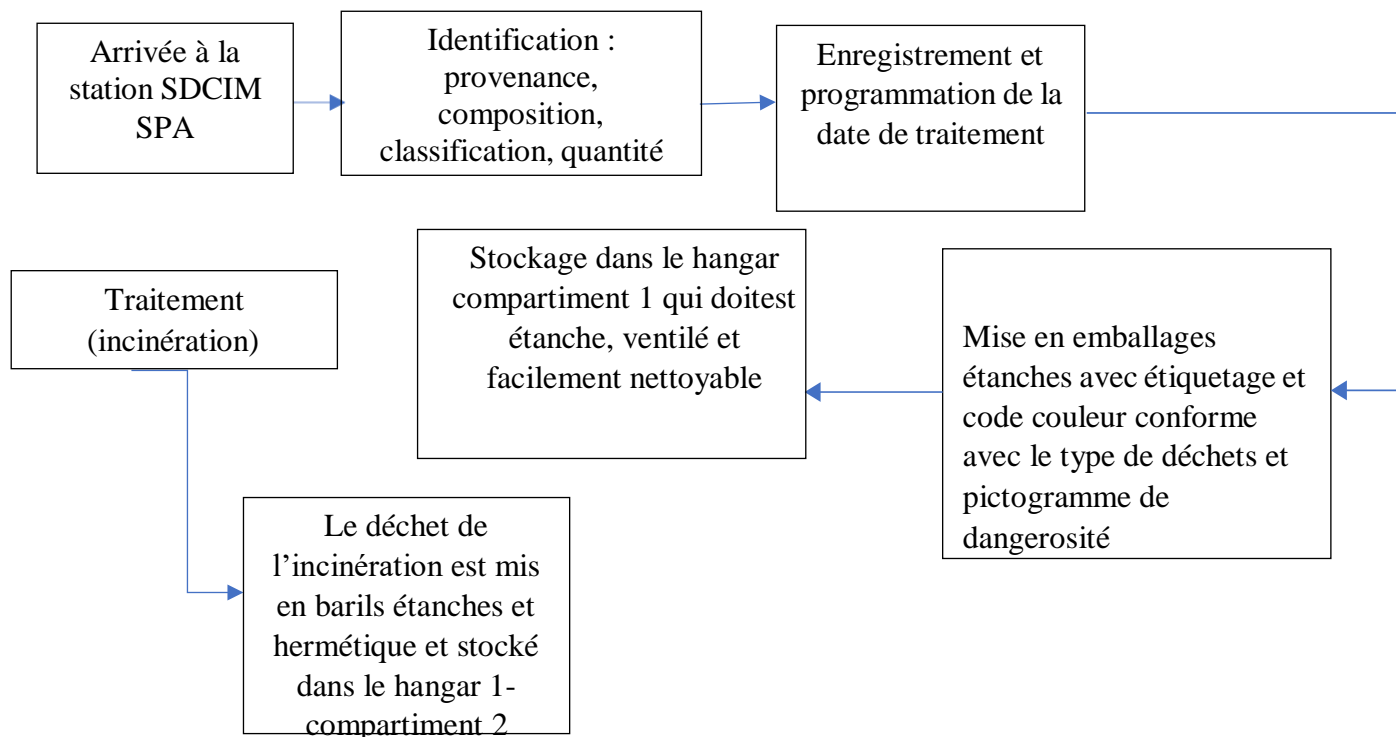 Arrivée à la
station SDCIM
SPA
Identification :
provenance,
composition,
classification, quantité
Enregistrement et
programmation de la
date de traitement
Mise en emballages
étanches avec étiquetage et
code couleur conforme
avec le type de déchets et
pictogramme de
dangerosité
Stockage dans le hangar
compartiment 1 qui doitest
étanche, ventilé et
facilement nettoyable
Traitement
(incinération)
Le déchet de
l’incinération est mis
en barils étanches et
hermétique et stocké
dans le hangar 1-
compartiment 2